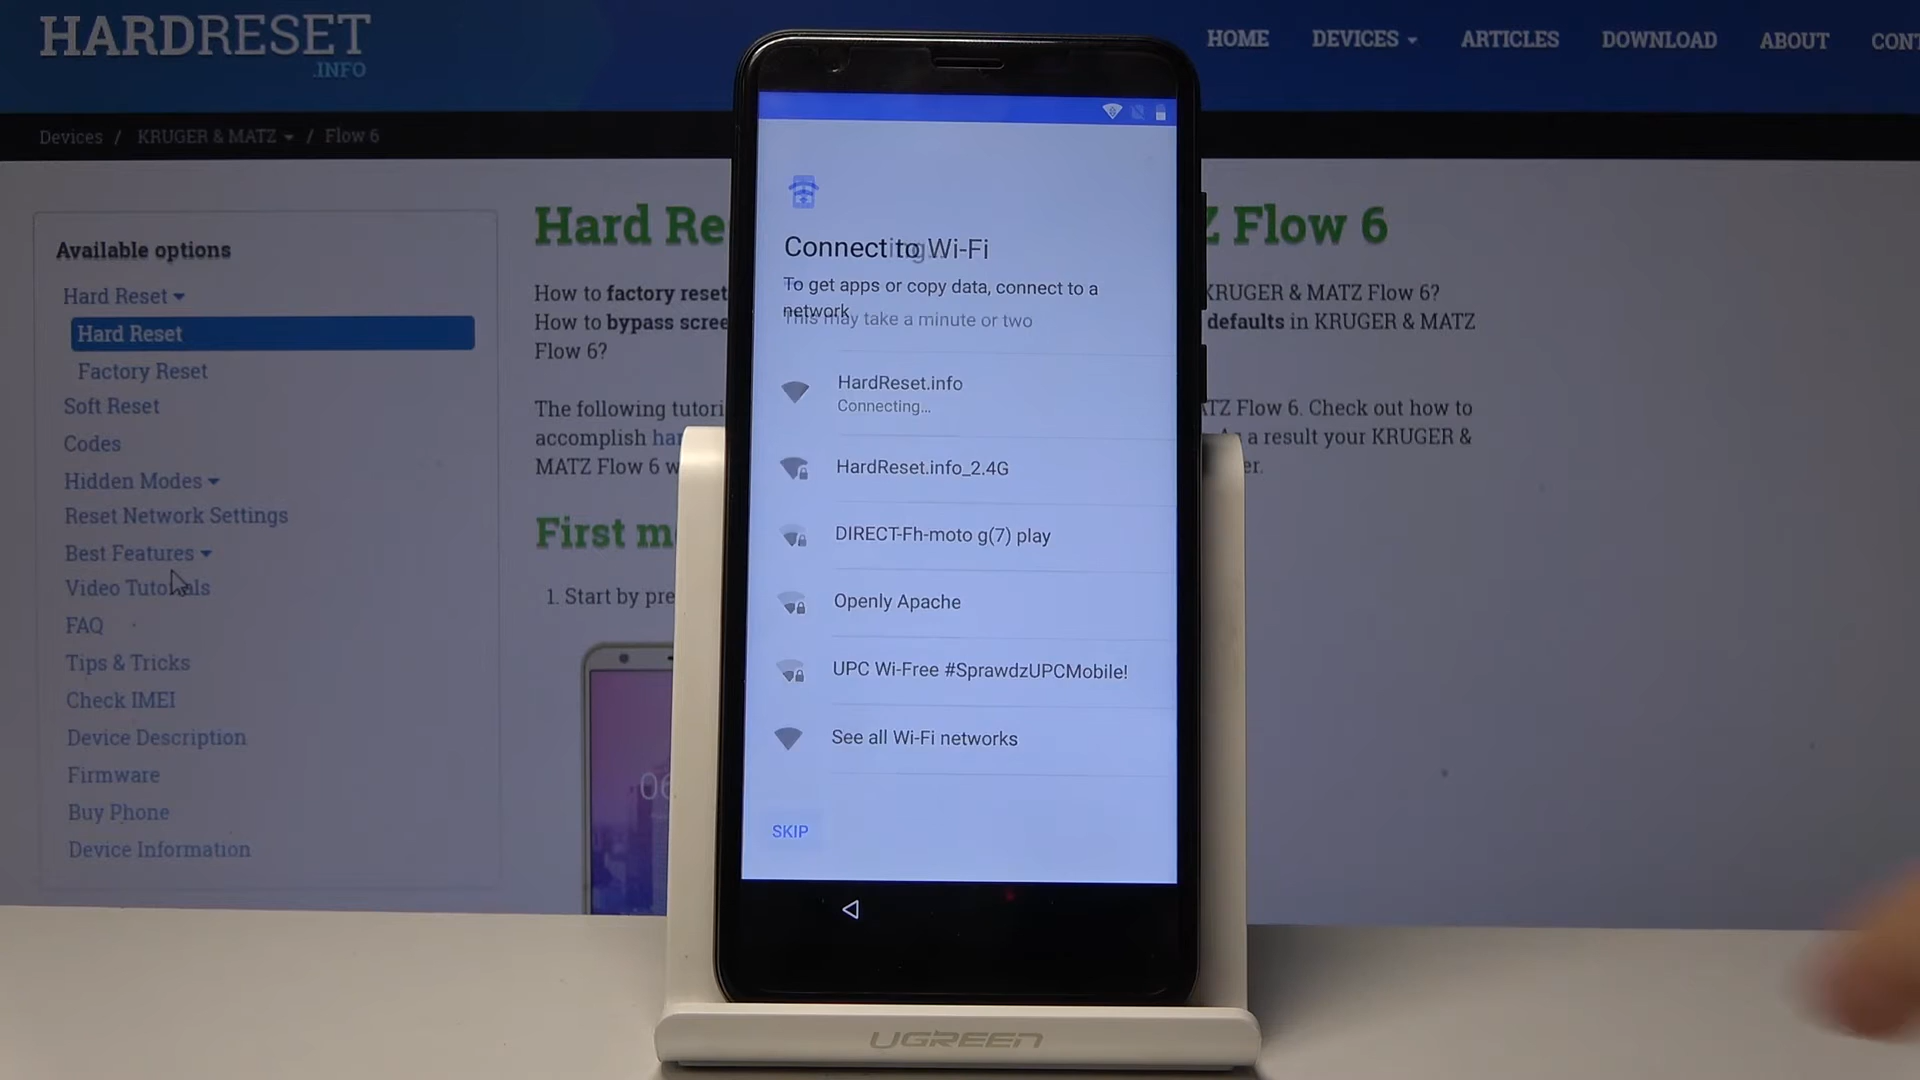 HARDRESET
.INFO
HOME DEVICES ARTICLES DOWNLOAD ABOUT
Devices / KRUGER & MATZ / Flow 6
Available options
Hard Reset
Hard Reset
Factory Reset
Soft Reset
Codes
Hidden Modes
Reset Network Settings
Best Features
Video Tutorials
FAQ
Tips & Tricks
Check IMEI
Device Description
Firmware
Buy Phone
Device Information
Hard Z Flow 6
How to factory reset KRUGER & MATZ Flow 6?
How to bypass defaults in KRUGER & MATZ
Flow 6?
The following Flow 6. Check out how to
accomplish a result your KRUGER &
MATZ Flow 6
First
1. Start by
Connect to Wi-Fi
To get apps or copy data, connect to a
network
This may take a minute or two
HardReset.info
Connecting...
HardReset.info_2.4G
DIRECT-Fh-moto g(7) play
Openly Apache
UPC Wi-Free #SprawdzUPCMobile!
See all Wi-Fi networks
SKIP
UGREEN